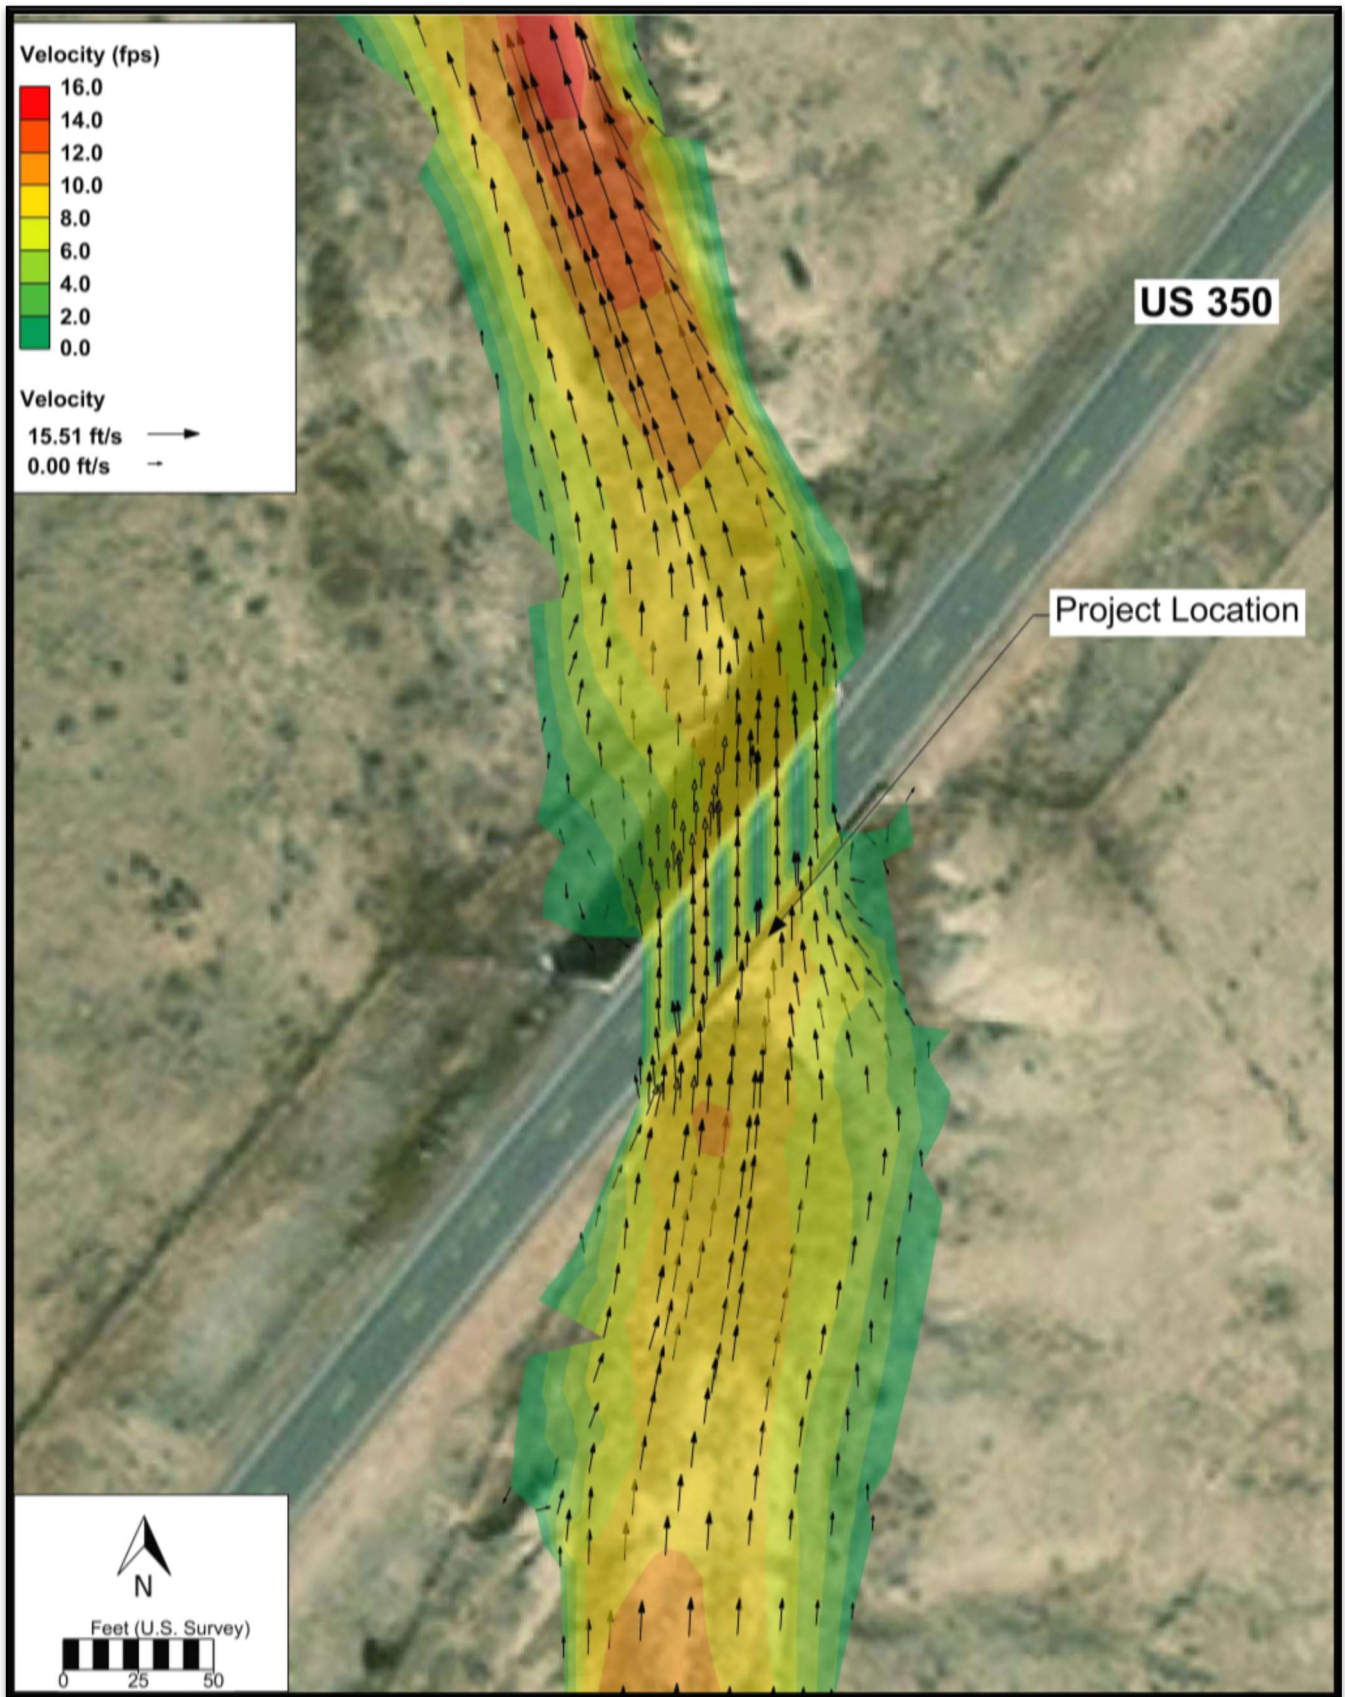 Velocity (fps)
16.0
14.0
12.0
10.0
8.0
6.0
4.0
2.0
0.0
Velocity
15.51 ft/s
0.00 ft/s
US 350
Project Location
N
Feet (U.S. Survey)
0 25 50